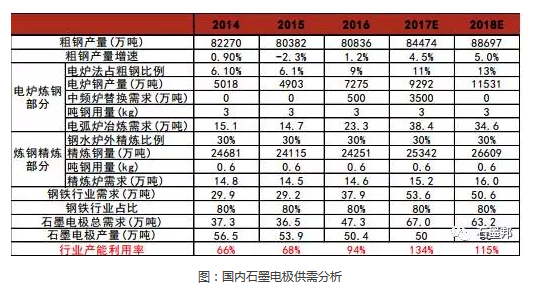 2014 2015 2016 2017E 2018E
粗钢产量(万吨) 82270 80382 80836 84474 88697
粗钢产量增速 0.90% -2.3% 1.2% 4.5% 5.0%
电炉炼钢部分
电炉法占粗钢比例 6.10% 6.1% 9% 11% 13%
电炉钢产量(万吨) 5018 4903 7275 9292 11531
中频炉替换需求(万吨) 0 0 500 3500 0
吨钢用量(kg) 3 3 3 3 3
电弧炉冶炼需求(万吨) 15.1 14.7 23.3 38.4 34.6
炼钢精炼部分
钢水炉外精炼比例 30% 30% 30% 30% 30%
精炼钢量(万吨) 24681 24115 24251 25342 26609
吨钢用量(kg) 0.6 0.6 0.6 0.6 0.6
精炼炉需求(万吨) 14.8 14.5 14.6 15.2 16.0
钢铁行业需求(万吨) 29.9 29.2 37.9 53.6 50.6
钢铁行业占比 80% 80% 80% 80% 80%
石墨电极总需求(万吨) 37.3 36.5 47.3 67.0 63.2
石墨电极产量(万吨) 56.5 53.9 50.4 50
石墨邦
行业产能利用率 66% 68% 94% 134% 115%
图：国内石墨电极供需分析